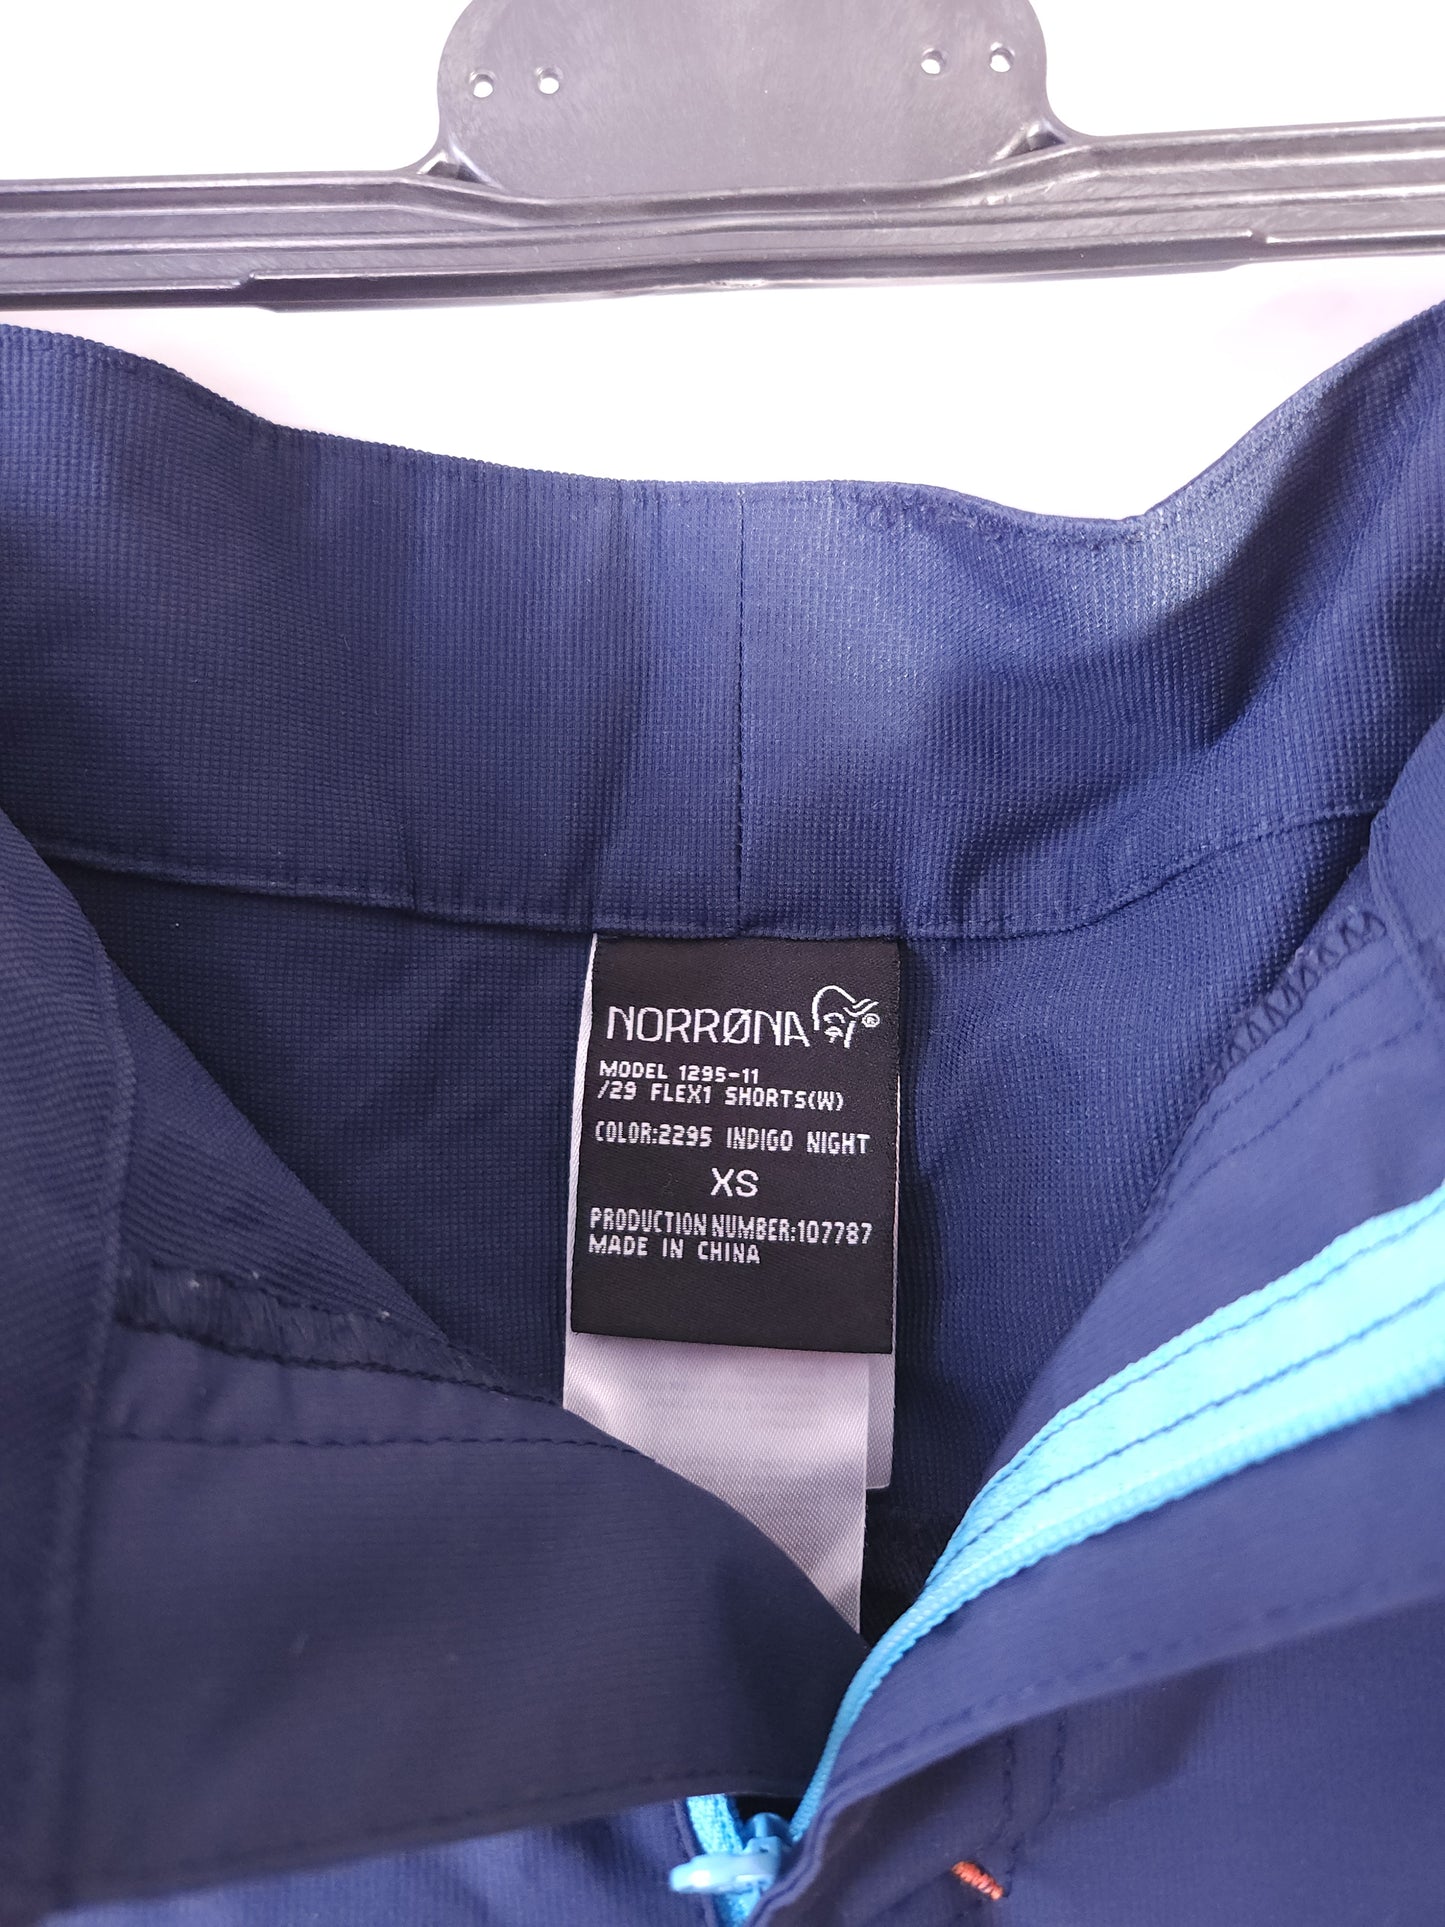 NORRØNA®
MODEL 1295-11
/29 FLEX1 SHORTS(W)
COLOR:2295 INDIGO NIGHT
XS
PRODUCTION NUMBER:107787
MADE IN CHINA